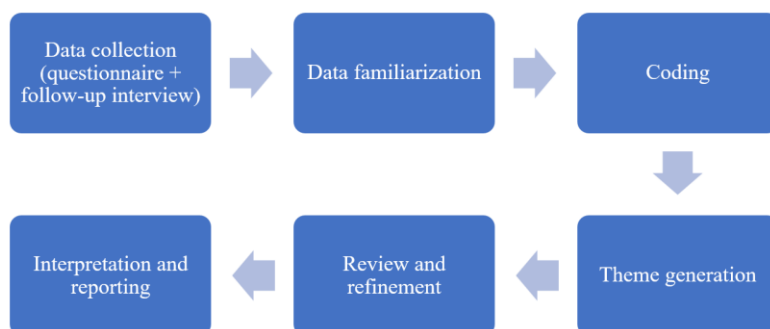 Data collection
(questionnaire +
follow-up interview)
Data familiarization
Coding
Theme generation
Review and
refinement
Interpretation and
reporting